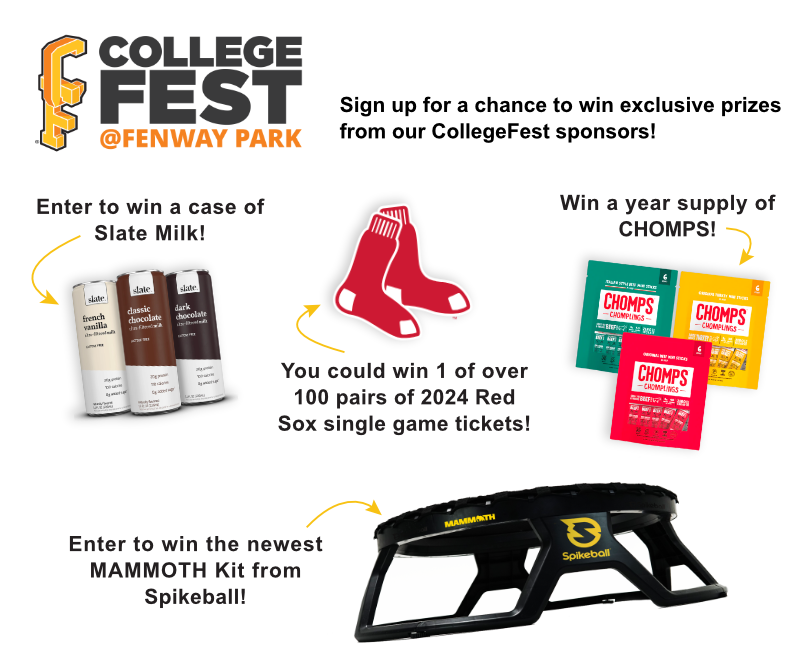 COLLEGE
FEST
@FENWAY PARK
Sign up for a chance to win exclusive prizes
from our CollegeFest sponsors!
Enter to win a case of
Slate Milk!
slate
french
vanilla
slate
classic
chocolate
slate
dark
chocolate
You could win 1 of over
100 pairs of 2024 Red
Sox single game tickets!
Win a year supply of
CHOMPS!
CHOMPS
CHOMPLINGS
CHOMPS
CHOMPLINGS
CHOMPS
CHOMPLINGS
Enter to win the newest
MAMMOTH Kit from
Spikeball!
MAMMOTH
Spikeball